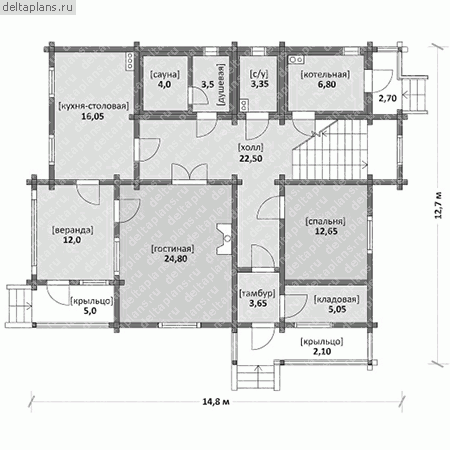 deltaplans.ru
[кухня-столовая]
16,05
[сауна]
4,0
3,5
[душевая]
[с/у]
3,35
[котельная]
6,80
2,70
[холл]
22,50
[веранда]
12,0
[гостиная]
24,80
[спальня]
12,65
[крыльцо]
5,0
[тамбур]
3,65
[кладовая]
5,05
[крыльцо]
2,10
12,7 м
14,8 м